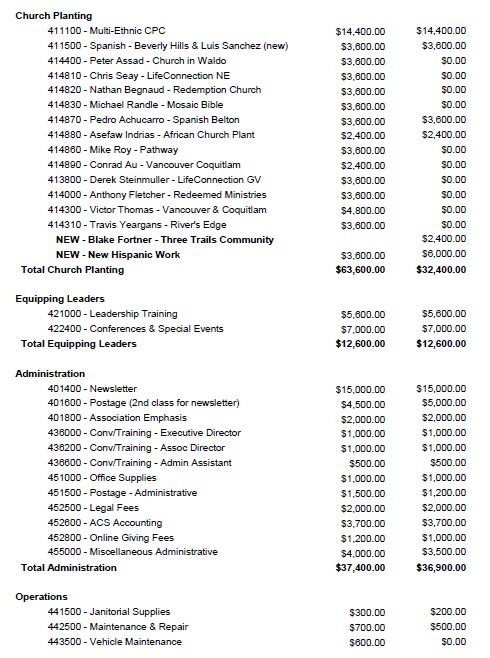 Church Planting
411100 - Multi-Ethnic CPC $14,400.00 $14,400.00
411500 - Spanish - Beverly Hills & Luis Sanchez (new) $3,600.00 $3,600.00
414400 - Peter Assad - Church in Waldo $3,600.00 $0.00
414810 - Chris Seay - LifeConnection NE $3,600.00 $0.00
414820 - Nathan Begnaud - Redemption Church $3,600.00 $0.00
414830 - Michael Randle - Mosaic Bible $3,600.00 $0.00
414870 - Pedro Achucarro - Spanish Belton $3,600.00 $3,600.00
414880 - Asefaw Indrias - African Church Plant $2,400.00 $2,400.00
414860 - Mike Roy - Pathway $3,600.00 $0.00
414890 - Conrad Au - Vancouver Coquitlam $2,400.00 $0.00
413800 - Derek Steinmuller - LifeConnection GV $3,600.00 $0.00
414000 - Anthony Fletcher - Redeemed Ministries $3,600.00 $0.00
414300 - Victor Thomas - Vancouver & Coquitlam $4,800.00 $0.00
414310 - Travis Yeargans - River's Edge $3,600.00 $0.00
NEW - Blake Fortner - Three Trails Community $2,400.00
NEW - New Hispanic Work $3,600.00 $6,000.00
Total Church Planting $63,600.00 $32,400.00
Equipping Leaders
421000 - Leadership Training $5,600.00 $5,600.00
422400 - Conferences & Special Events $7,000.00 $7,000.00
Total Equipping Leaders $12,600.00 $12,600.00
Administration
401400 - Newsletter $15,000.00 $15,000.00
401600 - Postage (2nd class for newsletter) $4,500.00 $5,000.00
401800 - Association Emphasis $2,000.00 $2,000.00
436000 - Conv/Training - Executive Director $1,000.00 $1,000.00
436200 - Conv/Training - Assoc Director $1,000.00 $1,000.00
436600 - Conv/Training - Admin Assistant $500.00 $500.00
451000 - Office Supplies $1,000.00 $1,000.00
451500 - Postage - Administrative $1,500.00 $1,200.00
452500 - Legal Fees $2,000.00 $2,000.00
452600 - ACS Accounting $3,700.00 $3,700.00
452800 - Online Giving Fees $1,200.00 $1,000.00
455000 - Miscellaneous Administrative $4,000.00 $3,500.00
Total Administration $37,400.00 $36,900.00
Operations
441500 - Janitorial Supplies $300.00 $200.00
442500 - Maintenance & Repair $700.00 $500.00
443500 - Vehicle Maintenance $600.00 $0.00